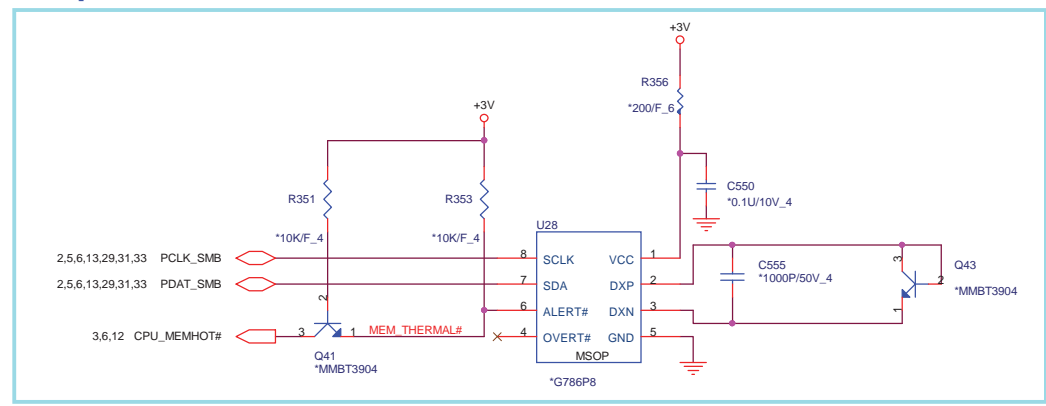 +3V
R356
*200/F_6
+3V
C550
*0.1U/10V_4
R351
R353
*10K/F_4
*10K/F_4
U28
2,5,6,13,29,31,33 PCLK_SMB
8 SCLK VCC 1
C555
*1000P/50V_4
3
Q43
2
*MMBT3904
2,5,6,13,29,31,33 PDAT_SMB
7 SDA DXP 2
2
6 ALERT# DXN 3
1
3,6,12 CPU_MEMHOT#
3
1 MEM_THERMAL#
4 OVERT# GND 5
MSOP
Q41
*MMBT3904
*G786P8